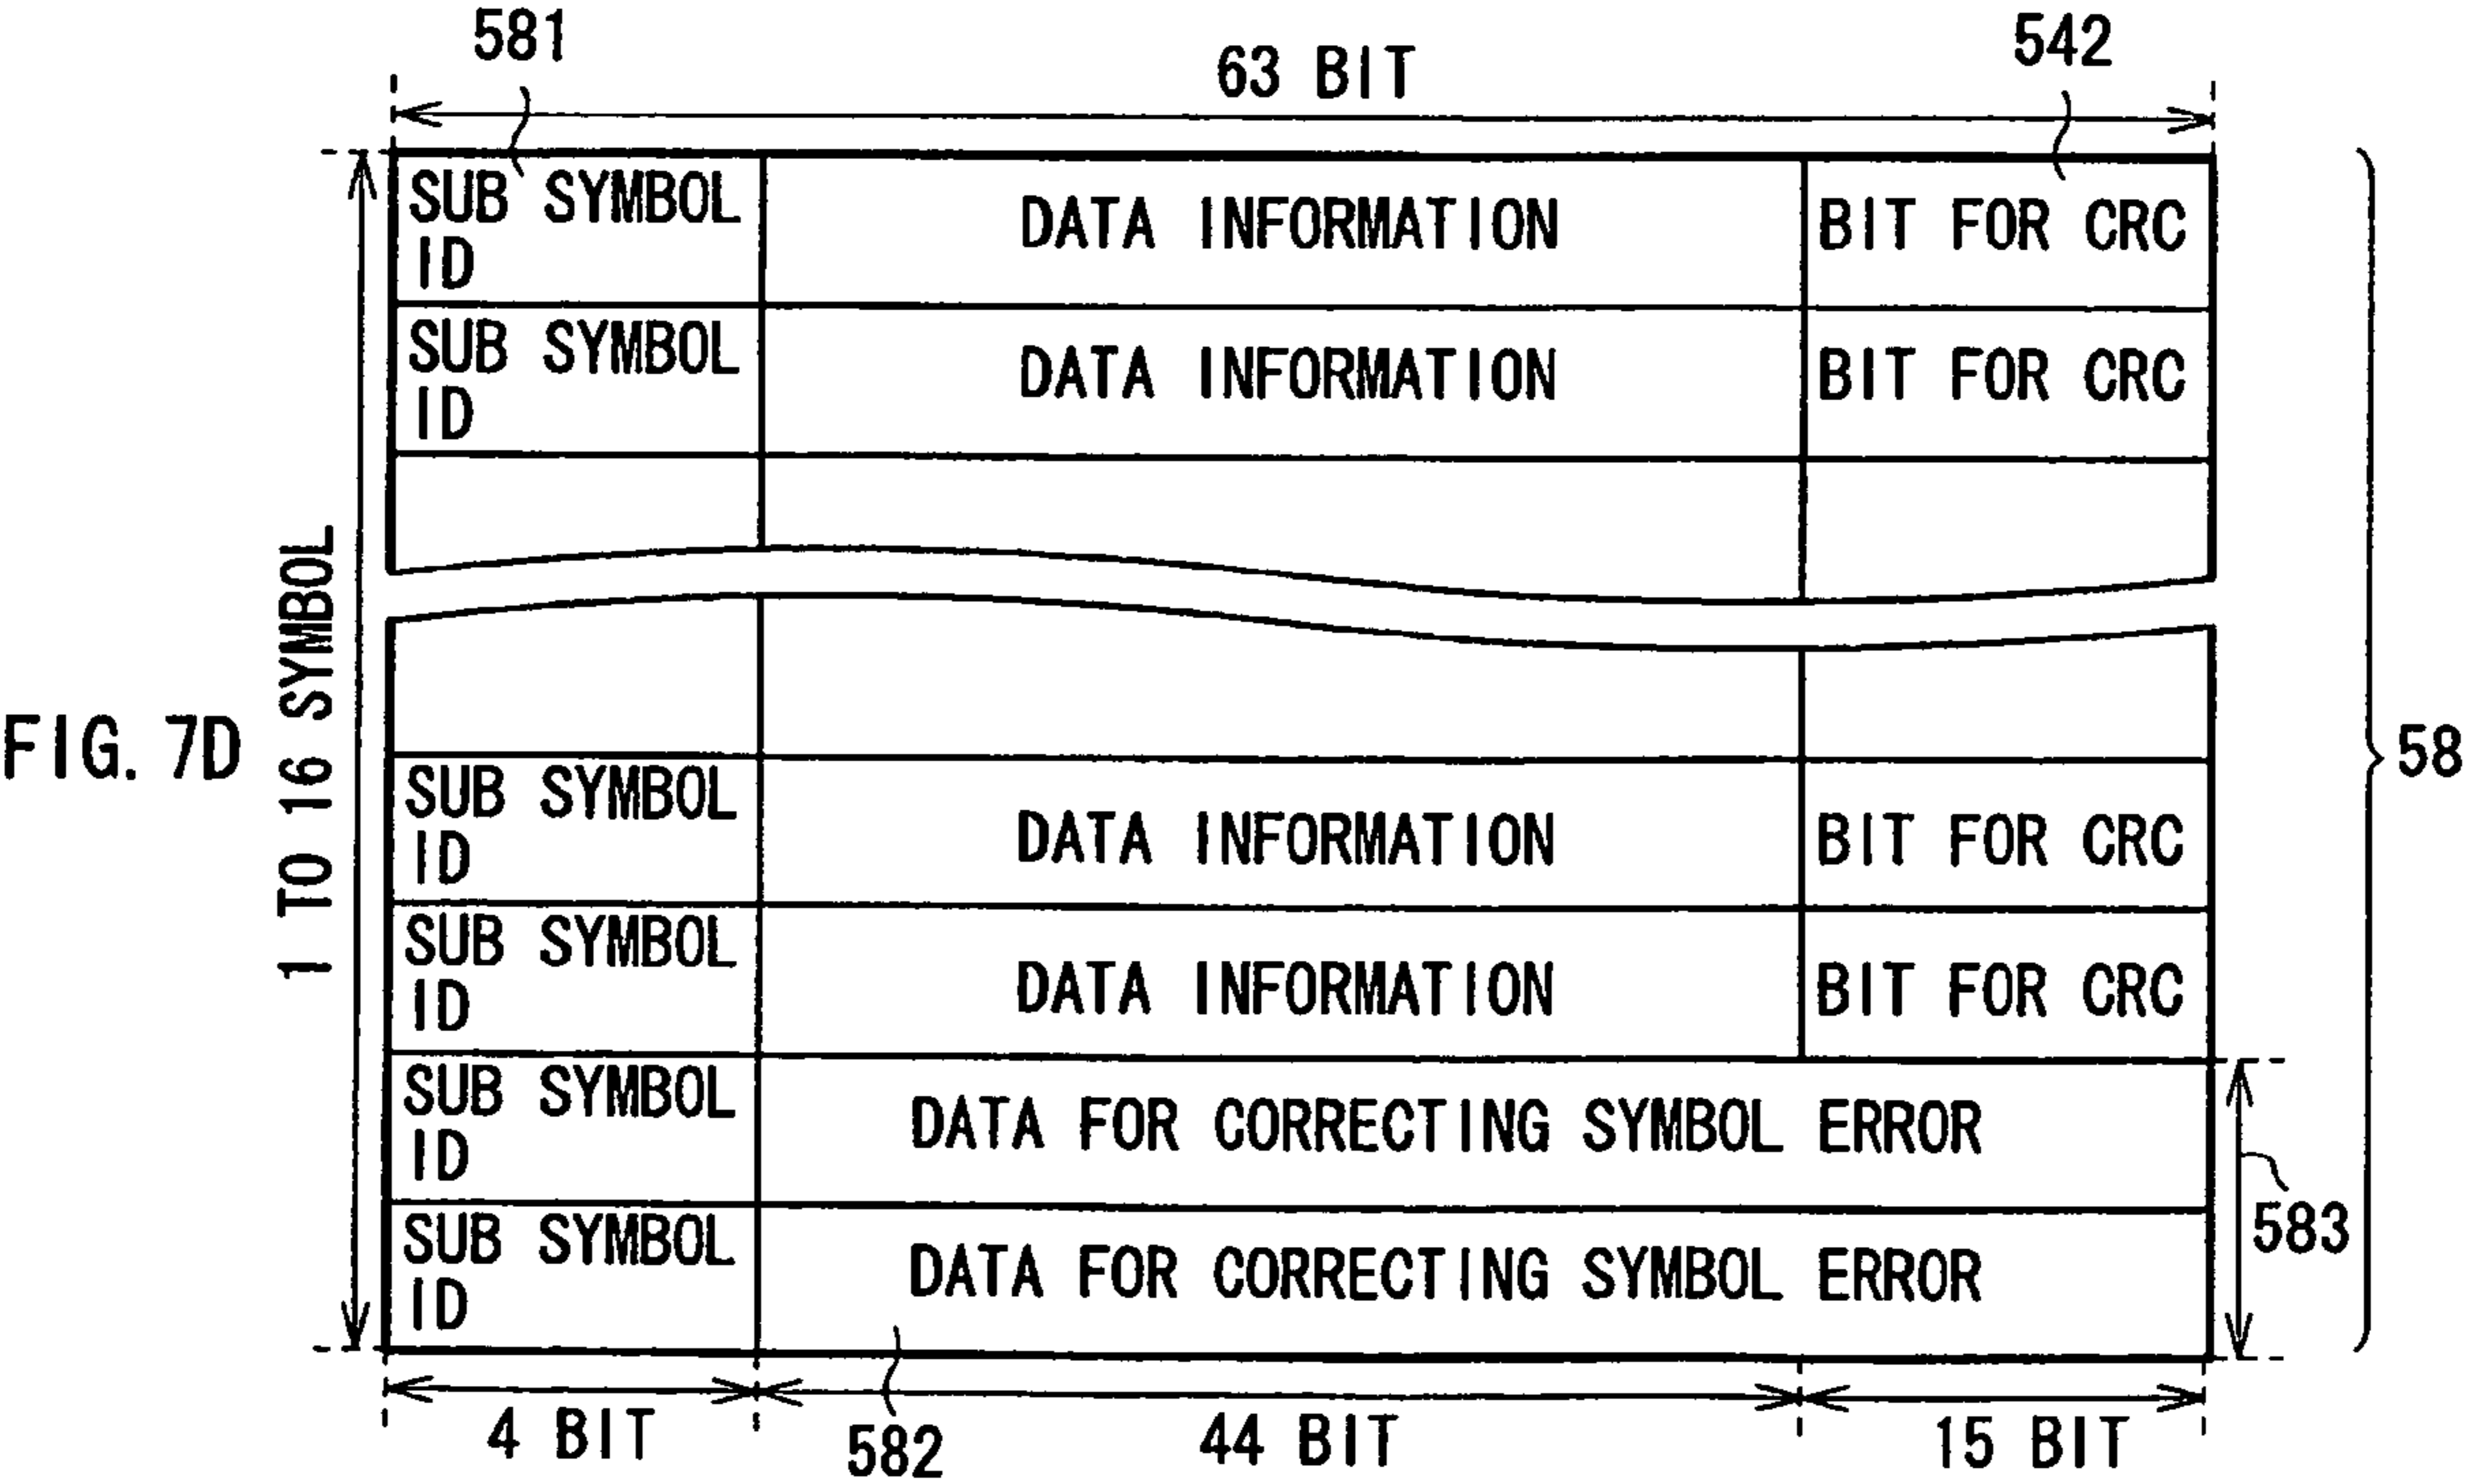 581
63 BIT
542
SUB SYMBOL
ID
DATA INFORMATION
BIT FOR CRC
SUB SYMBOL
ID
DATA INFORMATION
BIT FOR CRC
1 TO 16 SYMBOL
FIG. 7D
58
SUB SYMBOL
ID
DATA INFORMATION
BIT FOR CRC
SUB SYMBOL
ID
DATA INFORMATION
BIT FOR CRC
SUB SYMBOL
ID
DATA FOR CORRECTING SYMBOL ERROR
SUB SYMBOL
ID
DATA FOR CORRECTING SYMBOL ERROR
583
4 BIT
582
44 BIT
15 BIT